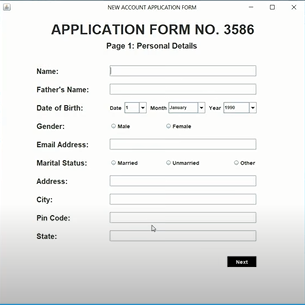 NEW ACCOUNT APPLICATION FORM
APPLICATION FORM NO. 3586
Page 1: Personal Details
Name:
Father's Name:
Date of Birth: Date 1 Month January Year 1990
Gender: Male Female
Email Address:
Marital Status: Married Unmarried Other
Address:
City:
Pin Code:
State:
Next